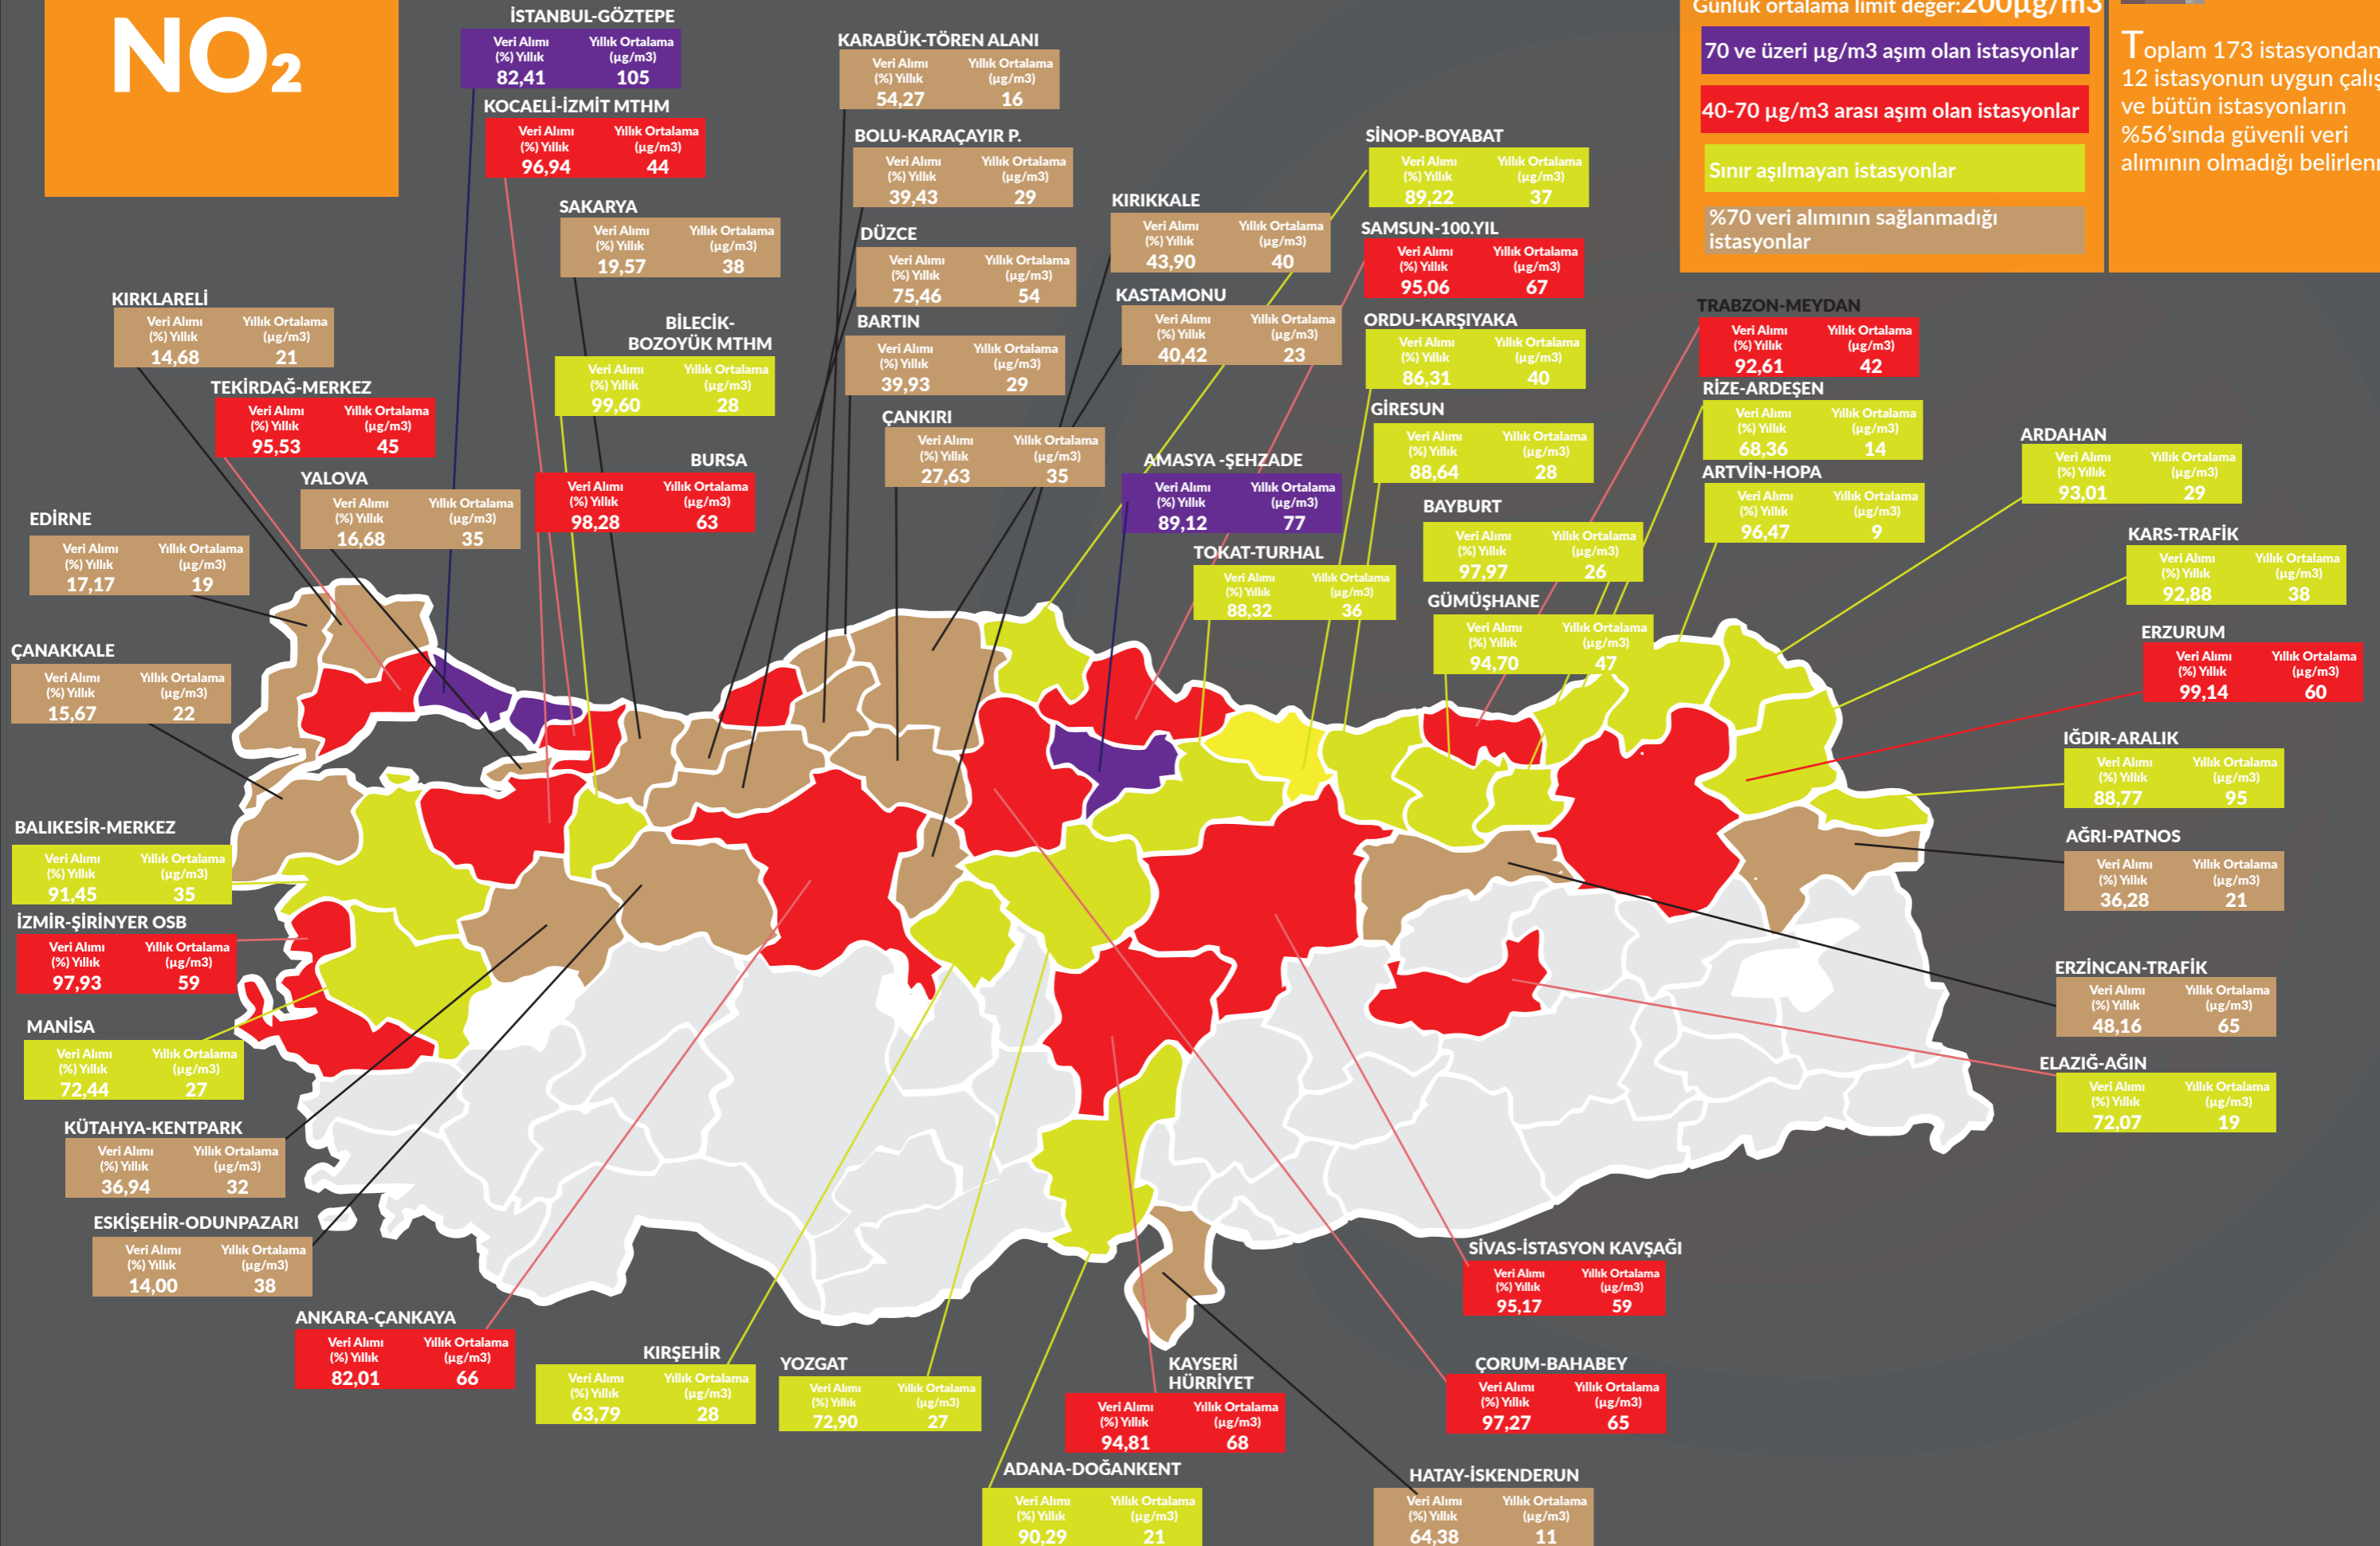 NO₂
Günlük ortalama limit değer:200µg/m3
70 ve üzeri µg/m3 aşım olan istasyonlar
40-70 µg/m3 arası aşım olan istasyonlar
Sınır aşılmayan istasyonlar
%70 veri alımının sağlanmadığı
istasyonlar
Toplam 173 istasyondan
12 istasyonun uygun
ve bütün istasyonların
%56'sında güvenli veri
alımının olmadığı
İSTANBUL-GÖZTEPE
Veri Alımı Yıllık Ortalama
(%) Yıllık (µg/m3)
82,41 105
KOCAELİ-İZMİT MTHM
Veri Alımı Yıllık Ortalama
(%) Yıllık (µg/m3)
96,94 44
SAKARYA
Veri Alımı Yıllık Ortalama
(%) Yıllık (µg/m3)
19,57 38
KIRKLARELİ
Veri Alımı Yıllık Ortalama
(%) Yıllık (µg/m3)
14,68 21
BİLECİK-
BOZOYÜK MTHM
Veri Alımı Yıllık Ortalama
(%) Yıllık (µg/m3)
99,60 28
TEKİRDAĞ-MERKEZ
Veri Alımı Yıllık Ortalama
(%) Yıllık (µg/m3)
95,53 45
BURSA
Veri Alımı Yıllık Ortalama
(%) Yıllık (µg/m3)
98,28 63
YALOVA
Veri Alımı Yıllık Ortalama
(%) Yıllık (µg/m3)
16,68 35
EDİRNE
Veri Alımı Yıllık Ortalama
(%) Yıllık (µg/m3)
17,17 19
ÇANAKKALE
Veri Alımı Yıllık Ortalama
(%) Yıllık (µg/m3)
15,67 22
BALIKESİR-MERKEZ
Veri Alımı Yıllık Ortalama
(%) Yıllık (µg/m3)
91,45 35
İZMİR-ŞİRİNYER OSB
Veri Alımı Yıllık Ortalama
(%) Yıllık (µg/m3)
97,93 59
MANİSA
Veri Alımı Yıllık Ortalama
(%) Yıllık (µg/m3)
72,44 27
KÜTAHYA-KENTPARK
Veri Alımı Yıllık Ortalama
(%) Yıllık (µg/m3)
36,94 32
ESKİŞEHİR-ODUNPAZARI
Veri Alımı Yıllık Ortalama
(%) Yıllık (µg/m3)
14,00 38
ANKARA-ÇANKAYA
Veri Alımı Yıllık Ortalama
(%) Yıllık (µg/m3)
82,01 66
KIRŞEHİR
Veri Alımı Yıllık Ortalama
(%) Yıllık (µg/m3)
63,79 28
YOZGAT
Veri Alımı Yıllık Ortalama
(%) Yıllık (µg/m3)
72,90 27
KARABÜK-TÖREN ALANI
Veri Alımı Yıllık Ortalama
(%) Yıllık (µg/m3)
54,27 16
BOLU-KARAÇAYIR P.
Veri Alımı Yıllık Ortalama
(%) Yıllık (µg/m3)
39,43 29
DÜZCE
Veri Alımı Yıllık Ortalama
(%) Yıllık (µg/m3)
75,46 54
BARTIN
Veri Alımı Yıllık Ortalama
(%) Yıllık (µg/m3)
39,93 29
ÇANKIRI
Veri Alımı Yıllık Ortalama
(%) Yıllık (µg/m3)
27,63 35
KIRIKKALE
Veri Alımı Yıllık Ortalama
(%) Yıllık (µg/m3)
43,90 40
KASTAMONU
Veri Alımı Yıllık Ortalama
(%) Yıllık (µg/m3)
40,42 23
AMASYA -ŞEHZADE
Veri Alımı Yıllık Ortalama
(%) Yıllık (µg/m3)
89,12 77
TOKAT-TURHAL
Veri Alımı Yıllık Ortalama
(%) Yıllık (µg/m3)
88,32 36
SİNOP-BOYABAT
Veri Alımı Yıllık Ortalama
(%) Yıllık (µg/m3)
89,22 37
SAMSUN-100.YIL
Veri Alımı Yıllık Ortalama
(%) Yıllık (µg/m3)
95,06 67
ORDU-KARŞIYAKA
Veri Alımı Yıllık Ortalama
(%) Yıllık (µg/m3)
86,31 40
GİRESUN
Veri Alımı Yıllık Ortalama
(%) Yıllık (µg/m3)
88,64 28
BAYBURT
Veri Alımı Yıllık Ortalama
(%) Yıllık (µg/m3)
97,97 26
GÜMÜŞHANE
Veri Alımı Yıllık Ortalama
(%) Yıllık (µg/m3)
94,70 47
TRABZON-MEYDAN
Veri Alımı Yıllık Ortalama
(%) Yıllık (µg/m3)
92,61 42
RİZE-ARDEŞEN
Veri Alımı Yıllık Ortalama
(%) Yıllık (µg/m3)
68,36 14
ARTVİN-HOPA
Veri Alımı Yıllık Ortalama
(%) Yıllık (µg/m3)
96,47 9
ARDAHAN
Veri Alımı Yıllık Ortalama
(%) Yıllık (µg/m3)
93,01 29
KARS-TRAFİK
Veri Alımı Yıllık Ortalama
(%) Yıllık (µg/m3)
92,88 38
ERZURUM
Veri Alımı Yıllık Ortalama
(%) Yıllık (µg/m3)
99,14 60
IĞDIR-ARALIK
Veri Alımı Yıllık Ortalama
(%) Yıllık (µg/m3)
88,77 95
AĞRI-PATNOS
Veri Alımı Yıllık Ortalama
(%) Yıllık (µg/m3)
36,28 21
ERZİNCAN-TRAFİK
Veri Alımı Yıllık Ortalama
(%) Yıllık (µg/m3)
48,16 65
ELAZIĞ-AĞIN
Veri Alımı Yıllık Ortalama
(%) Yıllık (µg/m3)
72,07 19
SİVAS-İSTASYON KAVŞAĞI
Veri Alımı Yıllık Ortalama
(%) Yıllık (µg/m3)
95,17 59
ÇORUM-BAHABEY
Veri Alımı Yıllık Ortalama
(%) Yıllık (µg/m3)
97,27 65
KAYSERİ
HÜRRİYET
Veri Alımı Yıllık Ortalama
(%) Yıllık (µg/m3)
94,81 68
ADANA-DOĞANKENT
Veri Alımı Yıllık Ortalama
(%) Yıllık (µg/m3)
90,29 21
HATAY-İSKENDERUN
Veri Alımı Yıllık Ortalama
(%) Yıllık (µg/m3)
64,38 11